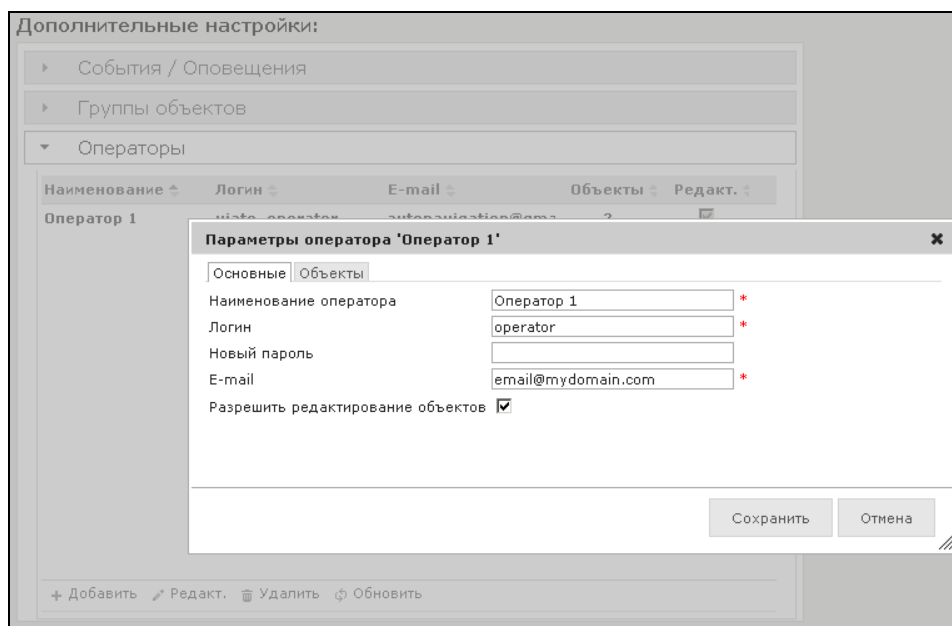 Дополнительные настройки:
События / Оповещения
Группы объектов
Операторы
Наименование Логин E-mail Объекты Редакт.
Оператор 1
Параметры оператора 'Оператор 1'
Основные Объекты
Наименование оператора Оператор 1 *
Логин operator *
Новый пароль
E-mail email@mydomain.com *
Разрешить редактирование объектов
Сохранить Отмена
Добавить Редакт. Удалить Обновить